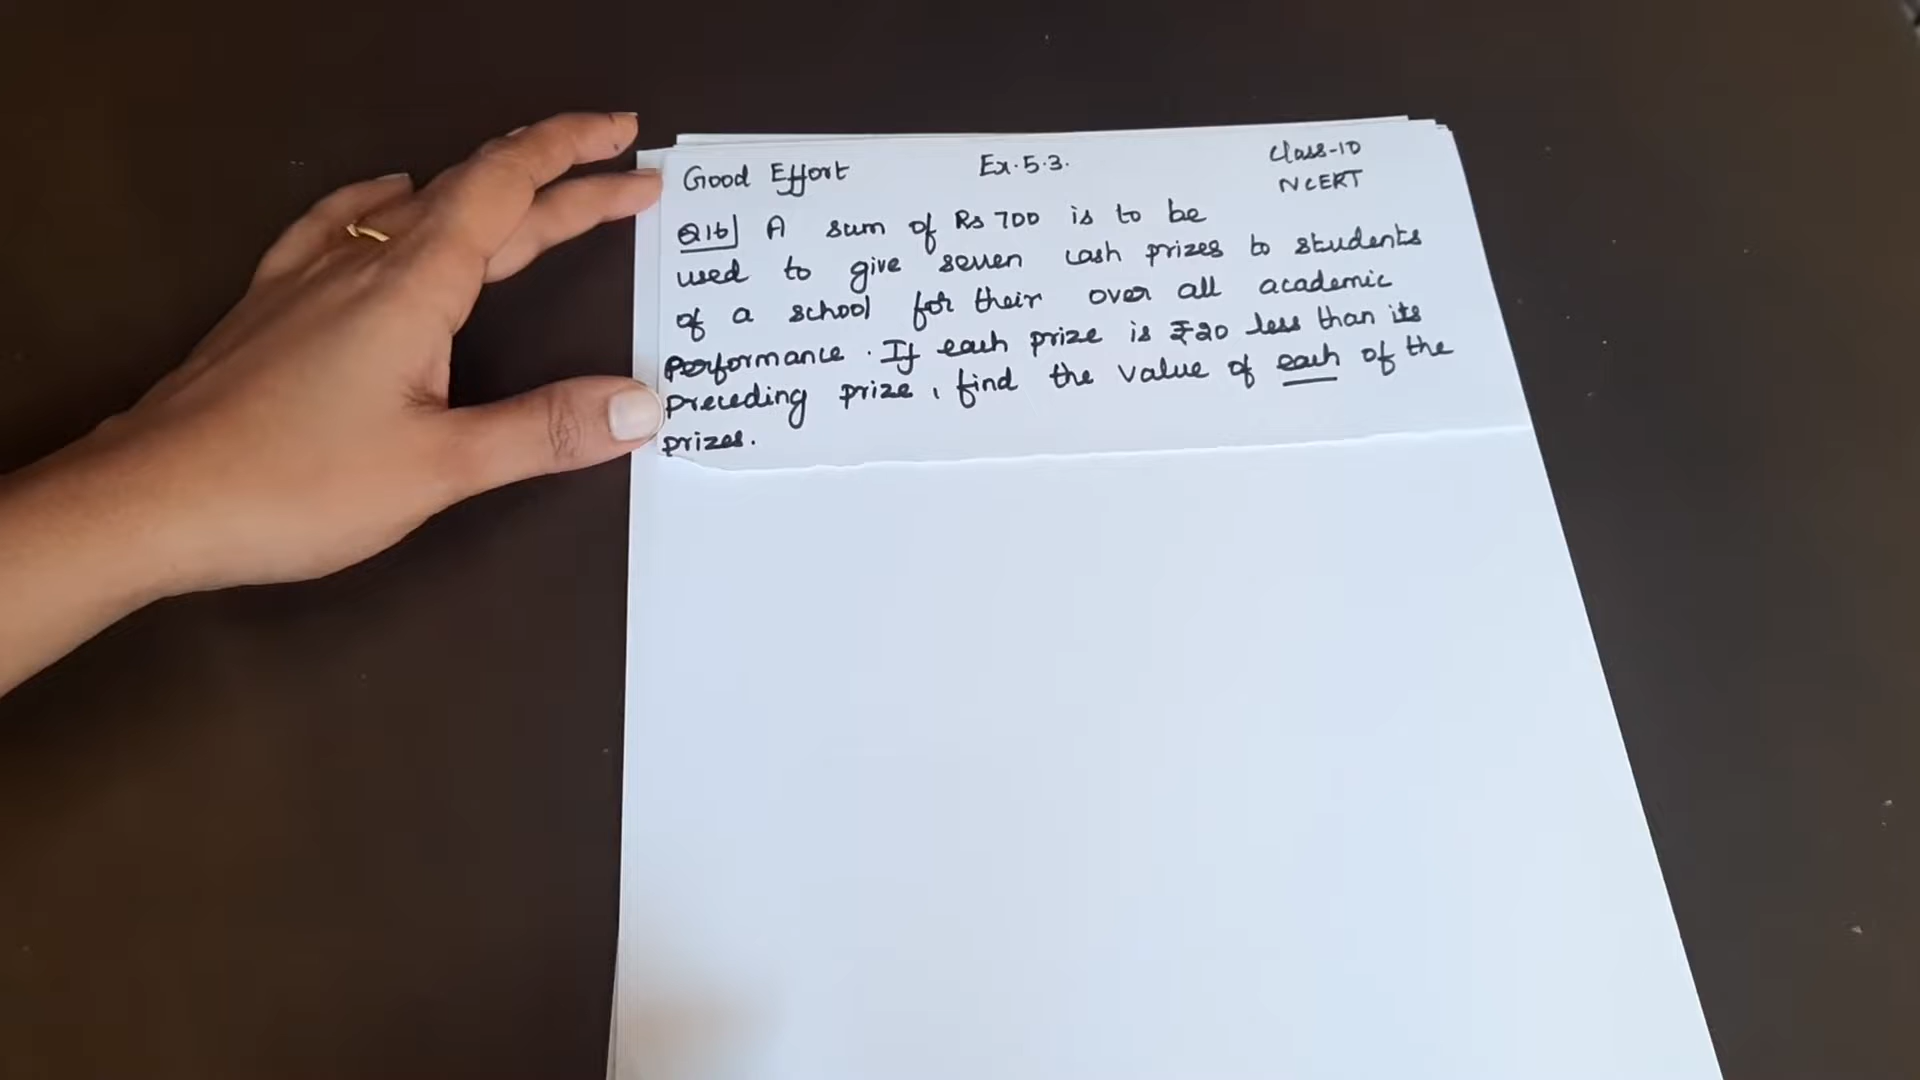 Good Effort Ex.5.3. Class-10
NCERT
Q16] A sum of Rs 700 is to be
used to give seven cash prizes to students
of a school for their over all academic
Performance. If each prize is ₹20 less than its
preceding prize, find the value of each of the
prizes.